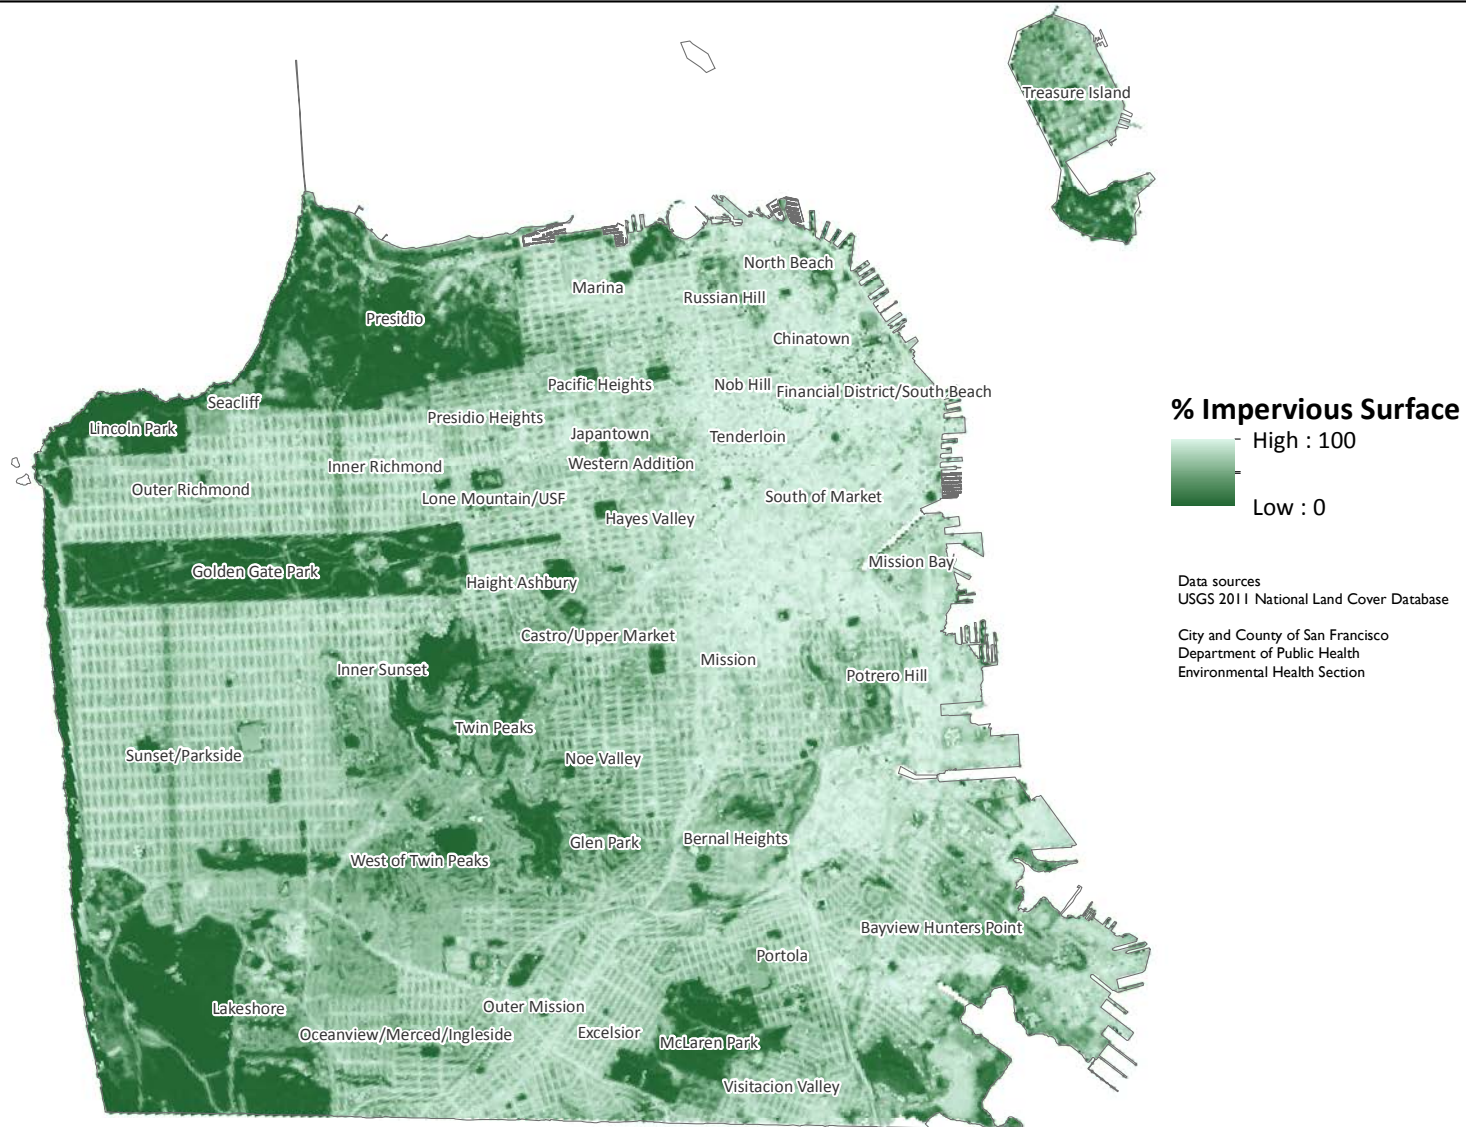 Treasure Island
North Beach
Marina
Russian Hill
Presidio
Chinatown
Pacific Heights
Nob Hill
Financial District/South Beach
Seacliff
Presidio Heights
Lincoln Park
Japantown
Tenderloin
Inner Richmond
Western Addition
Outer Richmond
Lone Mountain/USF
South of Market
Hayes Valley
Mission Bay
Golden Gate Park
Haight Ashbury
Castro/Upper Market
Inner Sunset
Mission
Potrero Hill
Twin Peaks
Sunset/Parkside
Noe Valley
Glen Park
Bernal Heights
West of Twin Peaks
Bayview Hunters Point
Portola
Lakeshore
Outer Mission
Oceanview/Merced/Ingleside
Excelsior
McLaren Park
Visitacion Valley
% Impervious Surface
High : 100
Low : 0
Data sources
USGS 2011 National Land Cover Database
City and County of San Francisco
Department of Public Health
Environmental Health Section